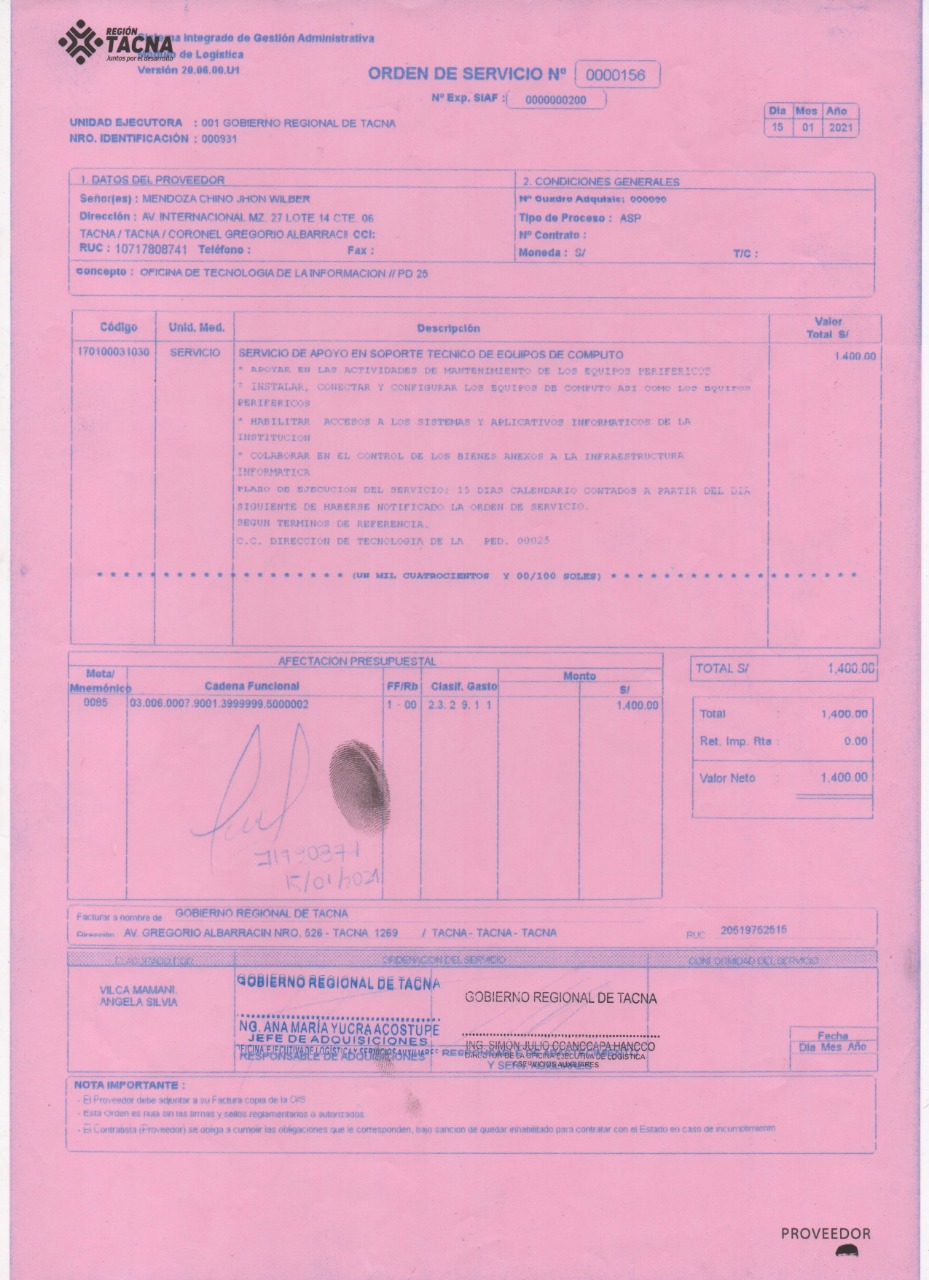 REGIÓN
TACNA
Juntos por el desarrollo
Sistema Integrado de Gestión Administrativa
Módulo de Logística
Versión 20.06.00.U1
ORDEN DE SERVICIO Nº 0000156
Nº Exp. SIAF : 0000000200
Dia Mes Año
15 01 2021
UNIDAD EJECUTORA : 001 GOBIERNO REGIONAL DE TACNA
NRO. IDENTIFICACIÓN : 000931
1. DATOS DEL PROVEEDOR
Señor(es) : MENDOZA CHINO JHON WILBER
Dirección : AV. INTERNACIONAL MZ. 27 LOTE 14 CTE. 06
TACNA / TACNA / CORONEL GREGORIO ALBARRACI CCI:
RUC : 10717808741 Teléfono : Fax :
2. CONDICIONES GENERALES
Nº Cuadro Adquisic: 000090
Tipo de Proceso : ASP
Nº Contrato :
Moneda : S/ T/C :
Concepto : OFICINA DE TECNOLOGIA DE LA INFORMACION // PD 25
Código Unid. Med. Descripción Valor Total S/
170100031030 SERVICIO SERVICIO DE APOYO EN SOPORTE TECNICO DE EQUIPOS DE COMPUTO 1,400.00
* APOYAR EN LAS ACTIVIDADES DE MANTENIMIENTO DE LOS EQUIPOS PERIFERICOS
* INSTALAR, CONECTAR Y CONFIGURAR LOS EQUIPOS DE COMPUTO ASI COMO LOS EQUIPOS
PERIFERICOS
* HABILITAR ACCESOS A LOS SISTEMAS Y APLICATIVOS INFORMATICOS DE LA
INSTITUCION
* COLABORAR EN EL CONTROL DE LOS BIENES ANEXOS A LA INFRAESTRUCTURA
INFORMATICA
PLAZO DE EJECUCION DEL SERVICIO: 15 DIAS CALENDARIO CONTADOS A PARTIR DEL DIA
SIGUIENTE DE HABERSE NOTIFICADO LA ORDEN DE SERVICIO.
SEGUN TERMINOS DE REFERENCIA.
C.C. DIRECCION DE TECNOLOGIA DE LA PED. 00025
* * * * * * * * * * * * * * * * * * (UN MIL CUATROCIENTOS Y 00/100 SOLES) * * * * * * * * * * * * * * * * * *
AFECTACION PRESUPUESTAL
Meta/ Mnemónico Cadena Funcional FF/Rb Clasif. Gasto Monto S/
0085 03.006.0007.9001.3999999.5000002 1 - 00 2.3. 2 9. 1 1 1,400.00
TOTAL S/ 1,400.00
Total 1,400.00
Ret. Imp. Rta : 0.00
Valor Neto : 1,400.00
15/01/2021
Facturar a nombre de : GOBIERNO REGIONAL DE TACNA
Dirección: AV. GREGORIO ALBARRACIN NRO. 526 - TACNA 1269 / TACNA - TACNA - TACNA RUC 20519752515
ELABORADO POR ORDENACION DEL SERVICIO CONFORMIDAD DEL SERVICIO
VILCA MAMANI,
ANGELA SILVIA
GOBIERNO REGIONAL DE TACNA
NG. ANA MARÍA YUCRA ACOSTUPE
JEFE DE ADQUISICIONES
OFICINA EJECUTIVA DE LOGISTICA Y SERVICIOS AUXILIARES
RESPONSABLE DE ADQUISICIONES
GOBIERNO REGIONAL DE TACNA
ING. SIMON JULIO CCANCCAPA HANCCO
DIRECTOR DE LA OFICINA EJECUTIVA DE LOGISTICA
Y SERVICIOS AUXILIARES
Y SERV. AUXILIARES
Fecha
Dia Mes Año
NOTA IMPORTANTE :
- El Proveedor debe adjuntar a su Factura copia de la O/S
- Esta Orden es nula sin las firmas y sellos reglamentarios o autorizados
- El Contratista (Proveedor) se obliga a cumplir las obligaciones que le corresponden, bajo sancion de quedar inhabilitado para contratar con el Estado en caso de incumplimiento
PROVEEDOR